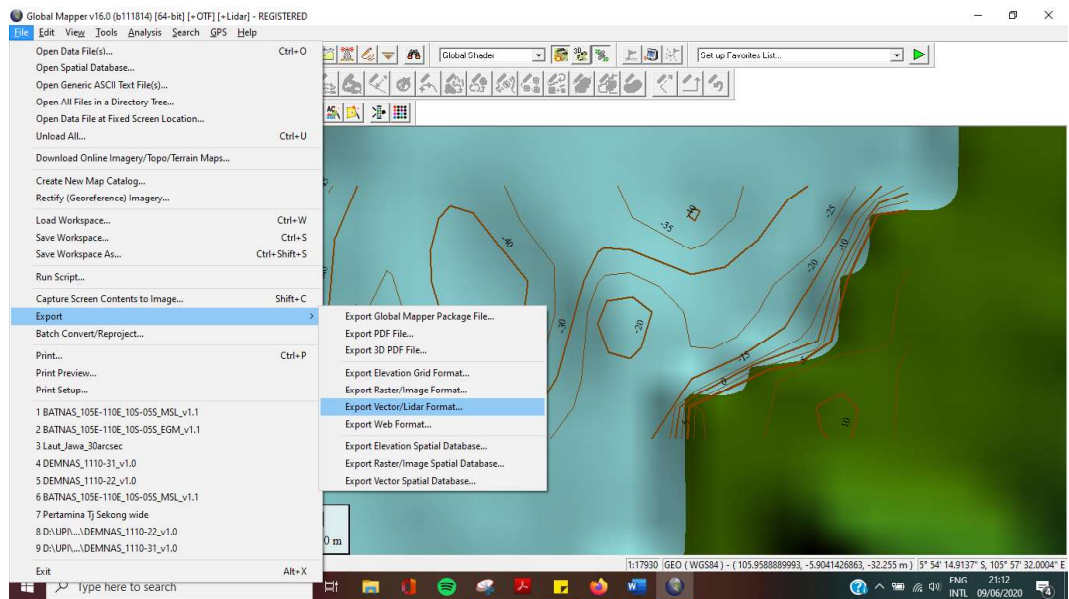 Global Mapper v16.0 (b111814) [64-bit] [+OTF] [+Lidar] - REGISTERED
File Edit View Tools Analysis Search GPS Help
Open Data File(s)... Ctrl+O
Open Spatial Database...
Open Generic ASCII Text File(s)...
Open All Files in a Directory Tree...
Open Data File at Fixed Screen Location...
Unload All... Ctrl+U
Download Online Imagery/Topo/Terrain Maps...
Create New Map Catalog...
Rectify (Georeference) Imagery...
Load Workspace... Ctrl+W
Save Workspace... Ctrl+S
Save Workspace As... Ctrl+Shift+S
Run Script...
Capture Screen Contents to Image... Shift+C
Export
Batch Convert/Reproject...
Print... Ctrl+P
Print Preview...
Print Setup...
1 BATNAS_105E-110E_10S-05S_MSL_v1.1
2 BATNAS_105E-110E_10S-05S_EGM_v1.1
3 Laut_Jawa_30arcsec
4 DEMNAS_1110-31_v1.0
5 DEMNAS_1110-22_v1.0
6 BATNAS_105E-110E_10S-05S_MSL_v1.1
7 Pertamina Tj Sekong wide
8 D:\UPI\...\DEMNAS_1110-22_v1.0
9 D:\UPI\...\DEMNAS_1110-31_v1.0
Exit Alt+X
Export Global Mapper Package File...
Export PDF File...
Export 3D PDF File...
Export Elevation Grid Format...
Export Raster/Image Format...
Export Vector/Lidar Format...
Export Web Format...
Export Elevation Spatial Database...
Export Raster/Image Spatial Database...
Export Vector Spatial Database...
Global Shader
Set up Favorites List...
-40
-35
-25
-20
-10
-30
-20
-15
0
5
5
10
0 m
1:17930 GEO (WGS84) - ( 105.9588889993, -5.9041426863, -32.255 m ) 5° 54' 14.9137" S, 105° 57' 32.0004" E
Type here to search
ENG 21:12
INTL 09/06/2020
4